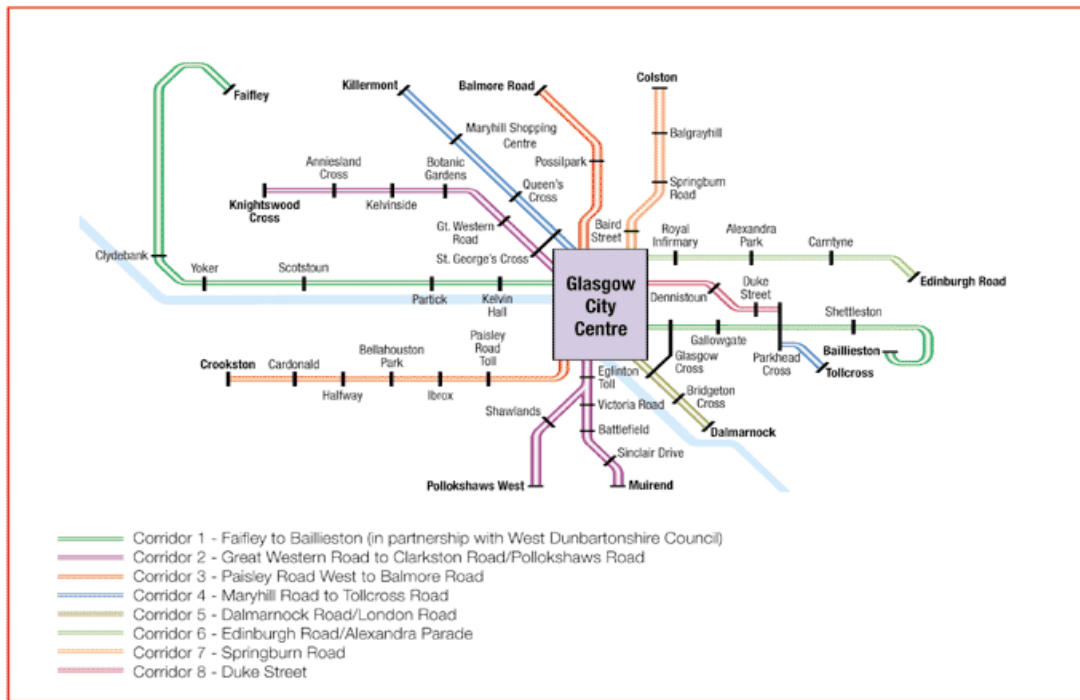 Killermont
Balmore Road
Colston
Faifley
Maryhill Shopping
Centre
Balgrayhill
Anniesland
Cross
Botanic
Gardens
Possilpark
Queen's
Cross
Springburn
Road
Knightswood
Cross
Kelvinside
Gt. Western
Road
Baird
Street
Royal
Infirmary
Alexandra
Park
Carntyne
St. George's Cross
Clydebank
Yoker
Scotstoun
Glasgow
City
Centre
Dennistoun
Duke
Street
Edinburgh Road
Partick
Kelvin
Hall
Shettleston
Gallowgate
Paisley
Road
Toll
Bellahouston
Park
Crookston
Cardonald
Halfway
Ibrox
Glasgow
Cross
Parkhead
Cross
Baillieston
Tollcross
Eglinton
Toll
Bridgeton
Cross
Shawlands
Victoria Road
Battlefield
Dalmarnock
Sinclair Drive
Pollokshaws West
Muirend
Corridor 1 - Faifley to Baillieston (in partnership with West Dunbartonshire Council)
Corridor 2 - Great Western Road to Clarkston Road/Pollokshaws Road
Corridor 3 - Paisley Road West to Balmore Road
Corridor 4 - Maryhill Road to Tollcross Road
Corridor 5 - Dalmarnock Road/London Road
Corridor 6 - Edinburgh Road/Alexandra Parade
Corridor 7 - Springburn Road
Corridor 8 - Duke Street